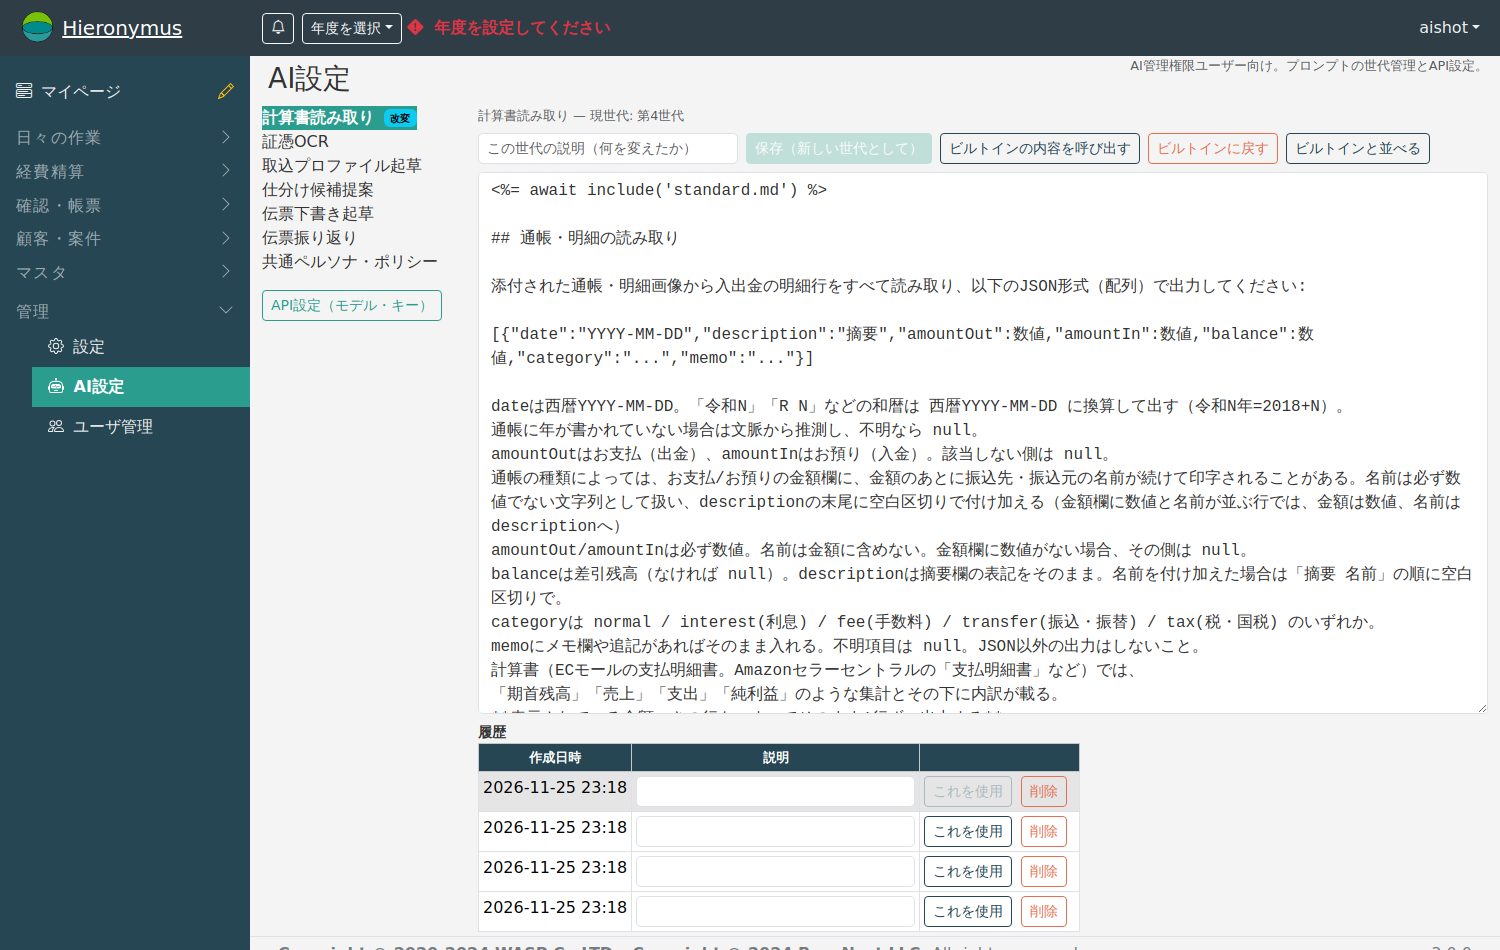 Hieronymus
年度を選択
年度を設定してください
aishot
マイページ
日々の作業
経費精算
確認・帳票
顧客・案件
マスタ
管理
設定
AI設定
ユーザ管理
AI設定
AI管理権限ユーザー向け。プロンプトの世代管理とAPI設定。
計算書読み取り 改変
証憑OCR
取込プロファイル起草
仕分け候補提案
伝票下書き起草
伝票振り返り
共通ペルソナ・ポリシー
API設定（モデル・キー）
計算書読み取り — 現世代: 第4世代
この世代の説明（何を変えたか）
保存（新しい世代として）
ビルトインの内容を呼び出す
ビルトインに戻す
ビルトインと並べる
<%= await include('standard.md') %>
## 通帳・明細の読み取り
添付された通帳・明細画像から入出金の明細行をすべて読み取り、以下のJSON形式（配列）で出力してください:
[{"date":"YYYY-MM-DD","description":"摘要","amountOut":数値,"amountIn":数値,"balance":数
値,"category":"...","memo":"..."}]
dateは西暦YYYY-MM-DD。「令和N」「R N」などの和暦は 西暦YYYY-MM-DD に換算して出す（令和N年=2018+N）。
通帳に年が書かれていない場合は文脈から推測し、不明なら null。
amountOutはお支払（出金）、amountInはお預り（入金）。該当しない側は null。
通帳の種類によっては、お支払/お預りの金額欄に、金額のあとに振込先・振込元の名前が続けて印字されることがある。名前は必ず数
値でない文字列として扱い、descriptionの末尾に空白区切りで付け加える（金額欄に数値と名前が並ぶ行では、金額は数値、名前は
descriptionへ）
amountOut/amountInは必ず数値。名前は金額に含めない。金額欄に数値がない場合、その側は null。
balanceは差引残高（なければ null）。descriptionは摘要欄の表記をそのまま。名前を付け加えた場合は「摘要 名前」の順に空白
区切りで。
categoryは normal / interest(利息) / fee(手数料) / transfer(振込・振替) / tax(税・国税) のいずれか。
memoにメモ欄や追記があればそのまま入れる。不明項目は null。JSON以外の出力はしないこと。
計算書（ECモールの支払明細書。Amazonセラーセントラルの「支払明細書」など）では、
「期首残高」「売上」「支出」「純利益」のような集計とその下に内訳が載る。
履歴
作成日時 説明
2026-11-25 23:18 これを使用 削除
2026-11-25 23:18 これを使用 削除
2026-11-25 23:18 これを使用 削除
2026-11-25 23:18 これを使用 削除